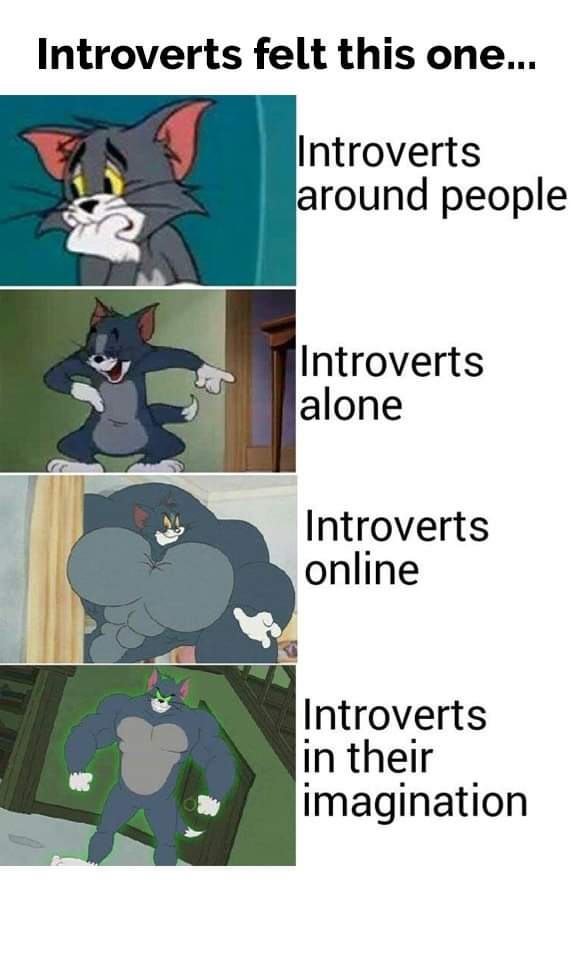 Introverts felt this one...
Introverts
around people
Introverts
alone
Introverts
online
Introverts
in their
imagination